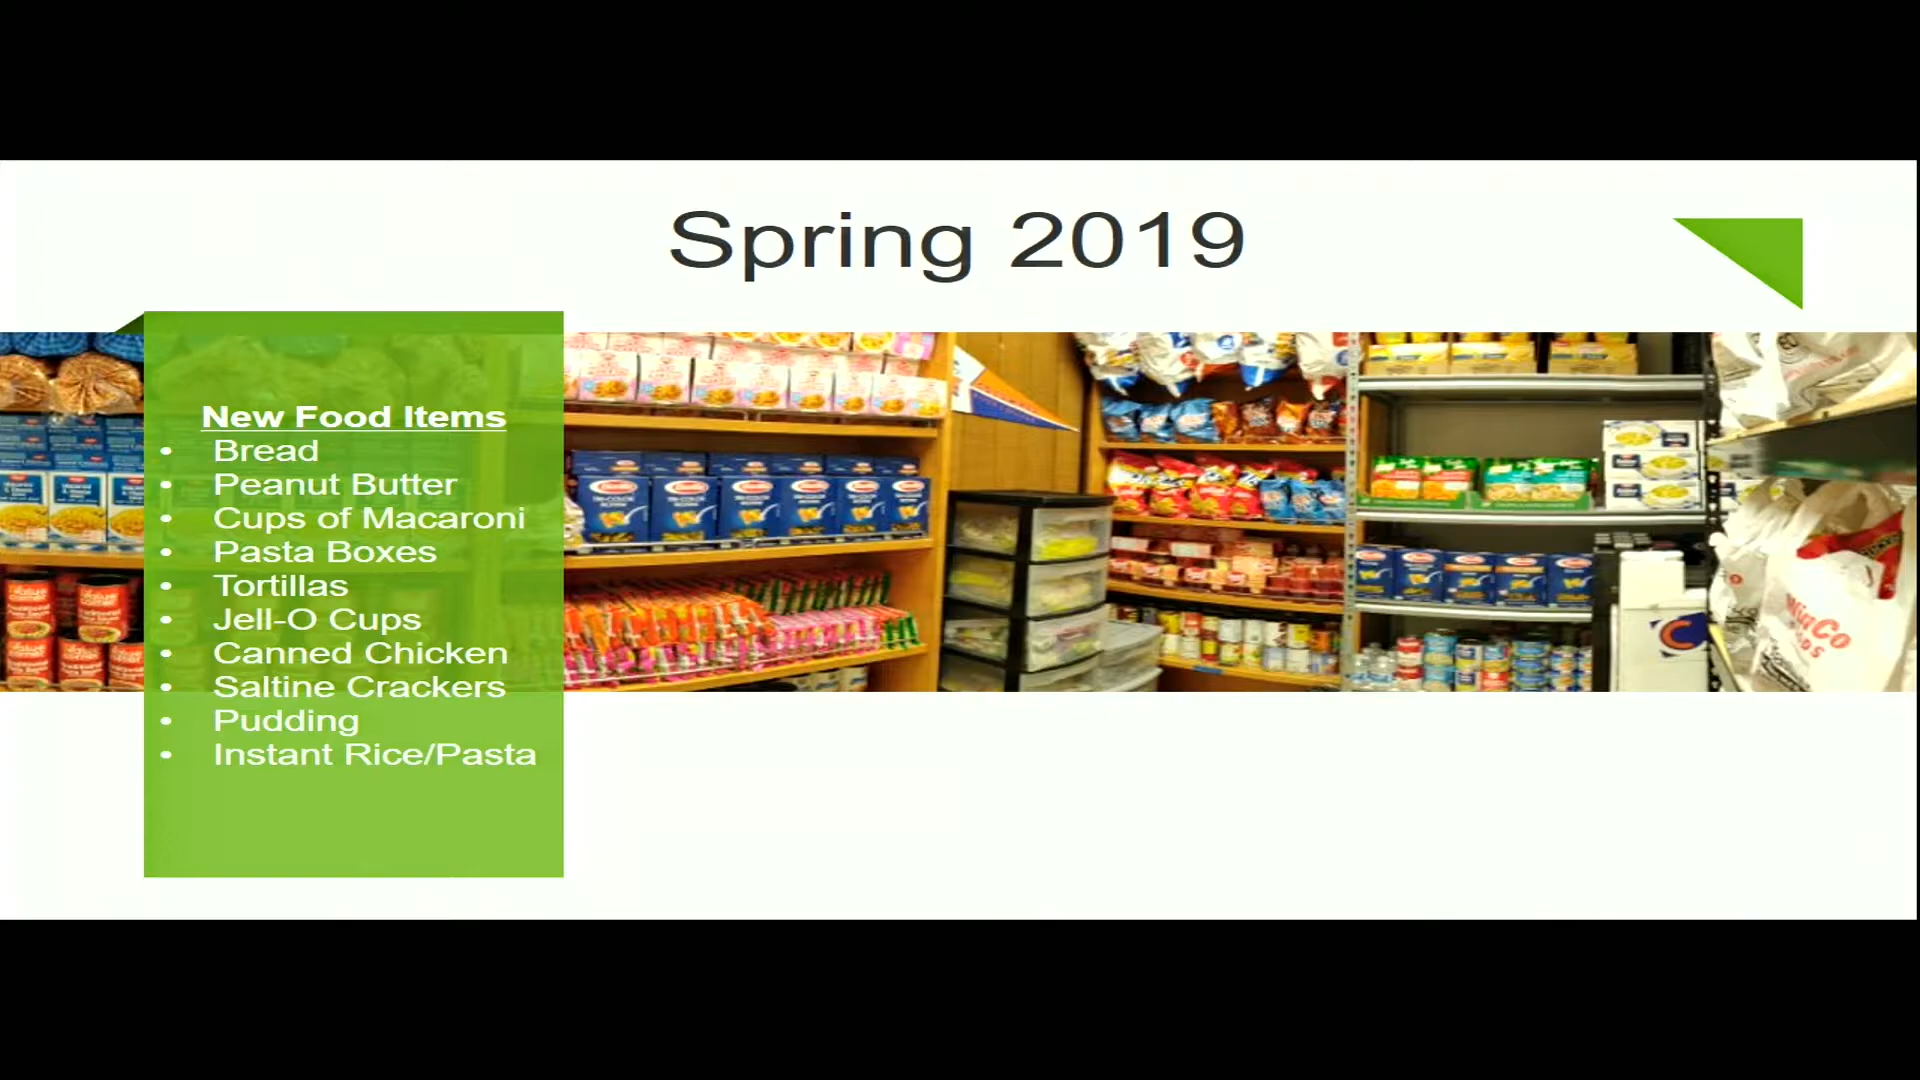 Spring 2019
New Food Items
• Bread
• Peanut Butter
• Cups of Macaroni
• Pasta Boxes
• Tortillas
• Jell-O Cups
• Canned Chicken
• Saltine Crackers
• Pudding
• Instant Rice/Pasta
C